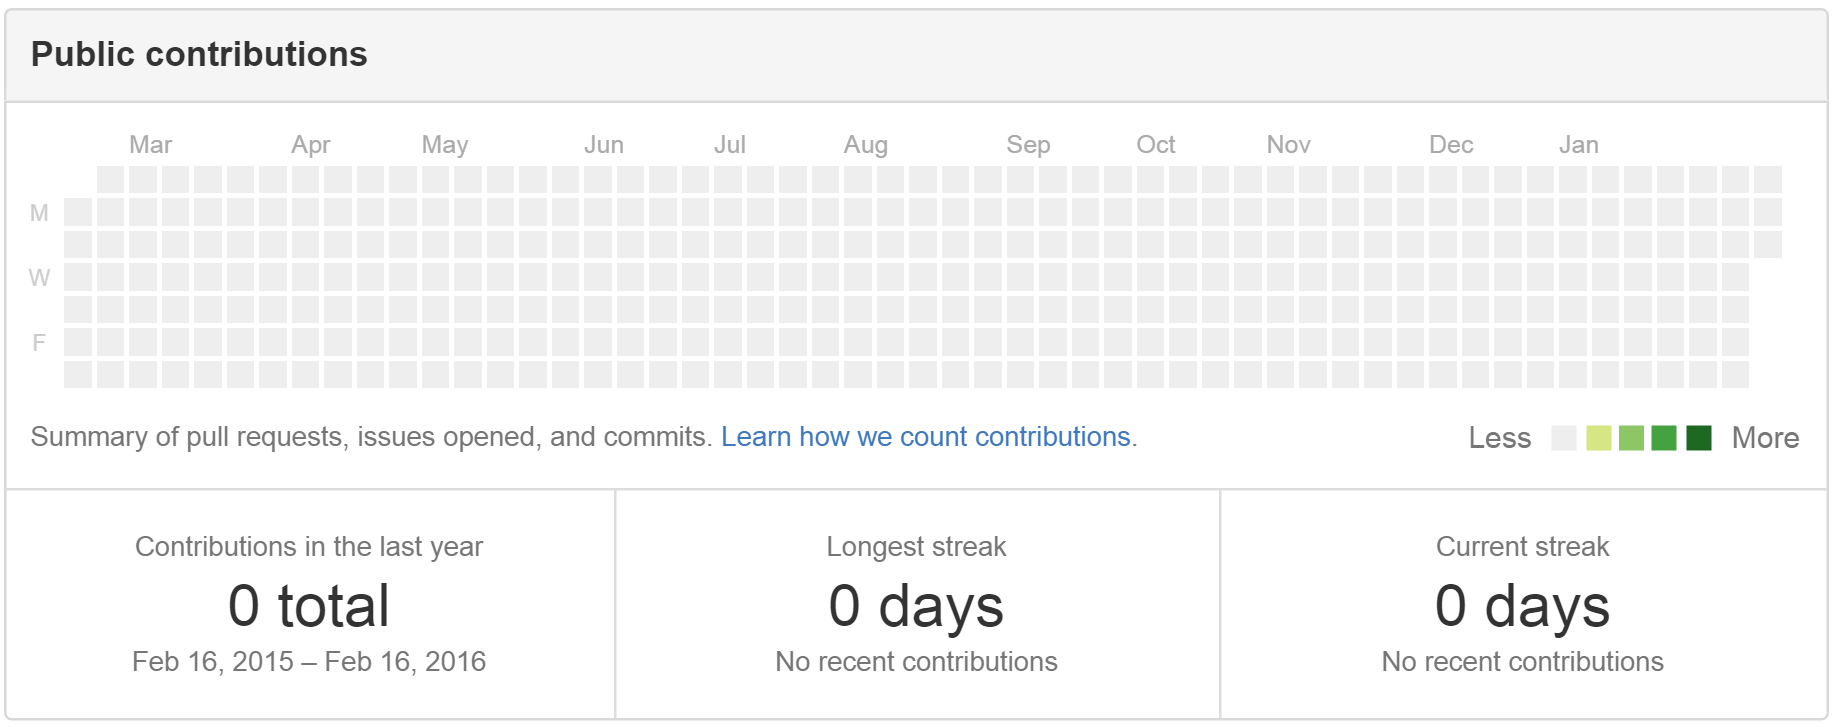 Public contributions
Mar Apr May Jun Jul Aug Sep Oct Nov Dec Jan
M
W
F
Summary of pull requests, issues opened, and commits. Learn how we count contributions.
Less More
Contributions in the last year
0 total
Feb 16, 2015 – Feb 16, 2016
Longest streak
0 days
No recent contributions
Current streak
0 days
No recent contributions